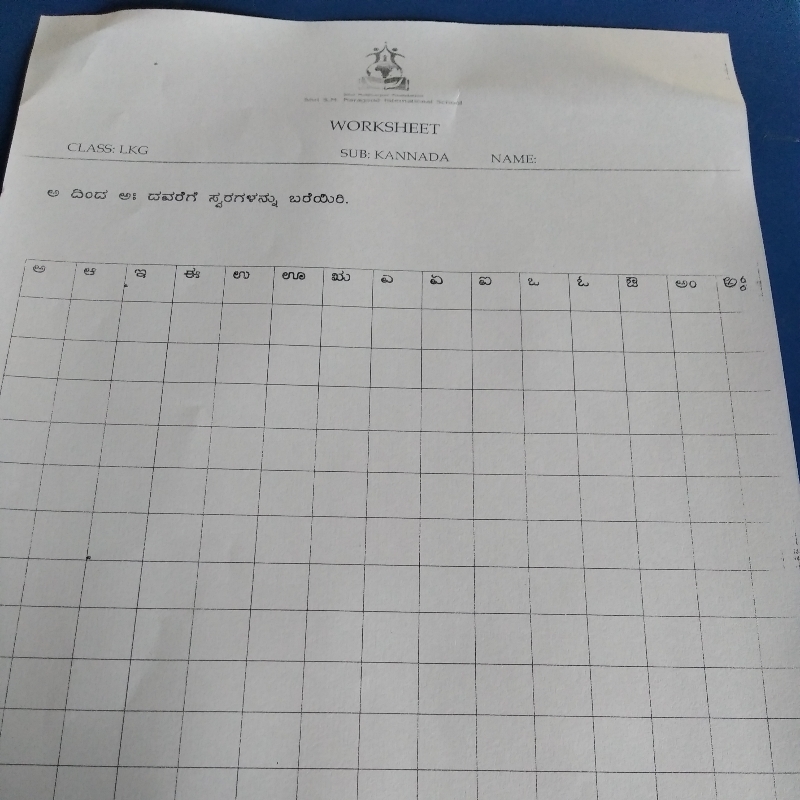 WORKSHEET
CLASS: LKG SUB: KANNADA NAME:
ಅ ದಿಂದ ಅಃ ದವರೆಗೆ ಸ್ವರಗಳನ್ನು ಬರೆಯಿರಿ.
ಅ ಆ ಇ ಈ ಉ ಊ ಋ ಎ ಏ ಐ ಒ ಓ ಔ ಅಂ ಅಃ